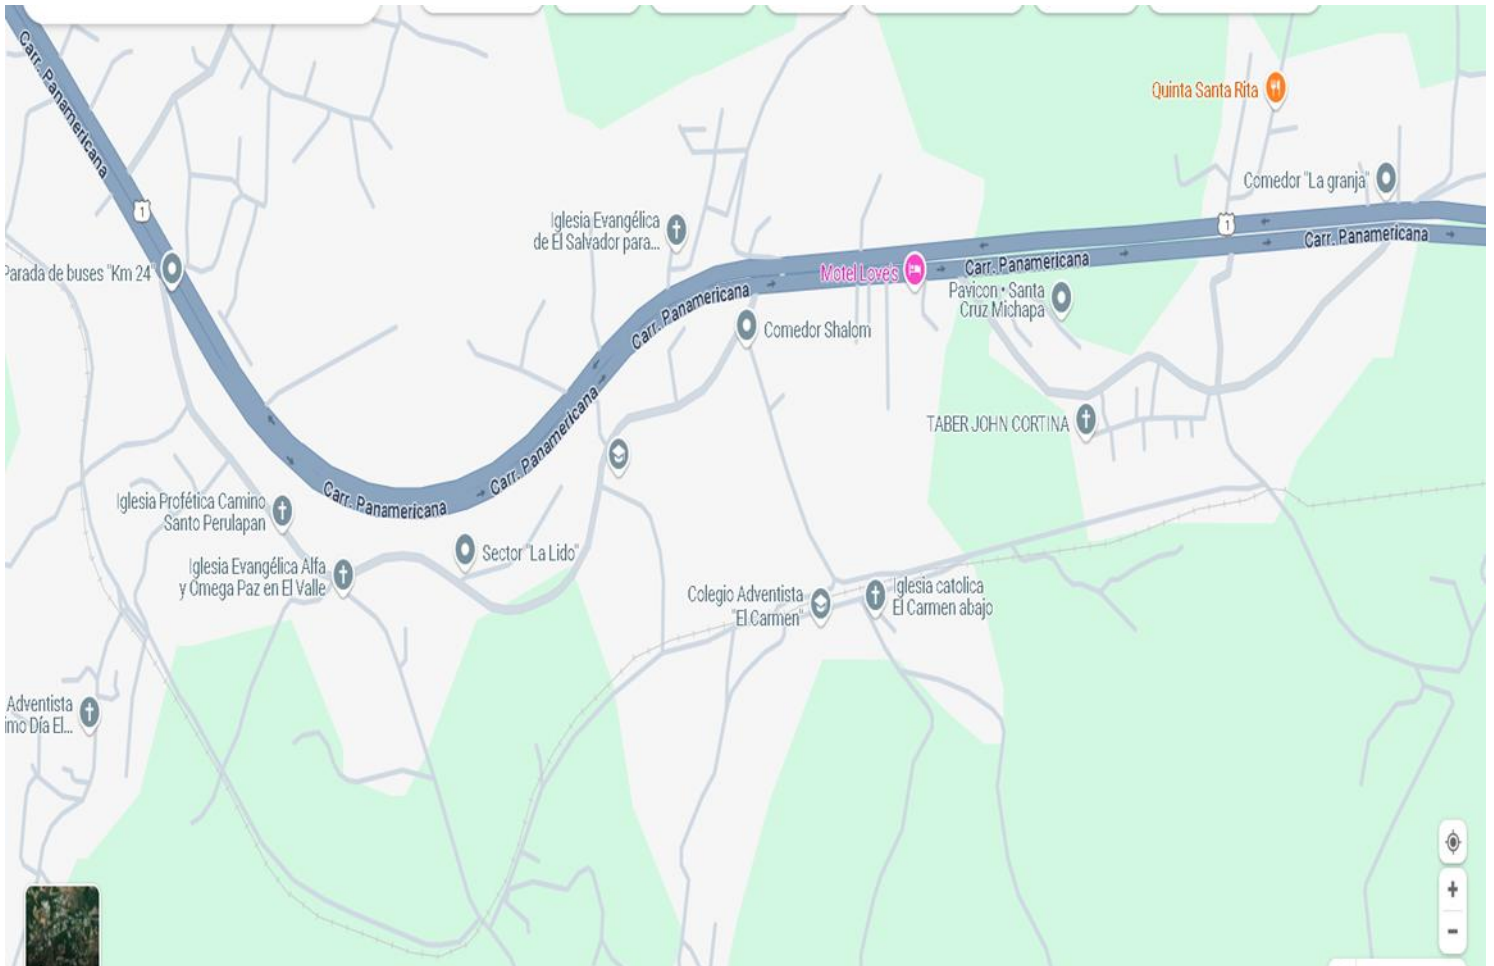 Carr. Panamericana
Quinta Santa Rita
Comedor "La granja"
1
1
Iglesia Evangélica
de El Salvador para...
Carr. Panamericana
Parada de buses "Km 24"
Motel Love's
Carr. Panamericana
Pavicon • Santa
Cruz Michapa
Carr. Panamericana
Comedor Shalom
TABER JOHN CORTINA
Carr. Panamericana
Carr. Panamericana
Iglesia Profética Camino
Santo Perulapan
Sector "La Lido"
Iglesia Evangélica Alfa
y Omega Paz en El Valle
Colegio Adventista
"El Carmen"
Iglesia catolica
El Carmen abajo
Adventista
imo Día El...